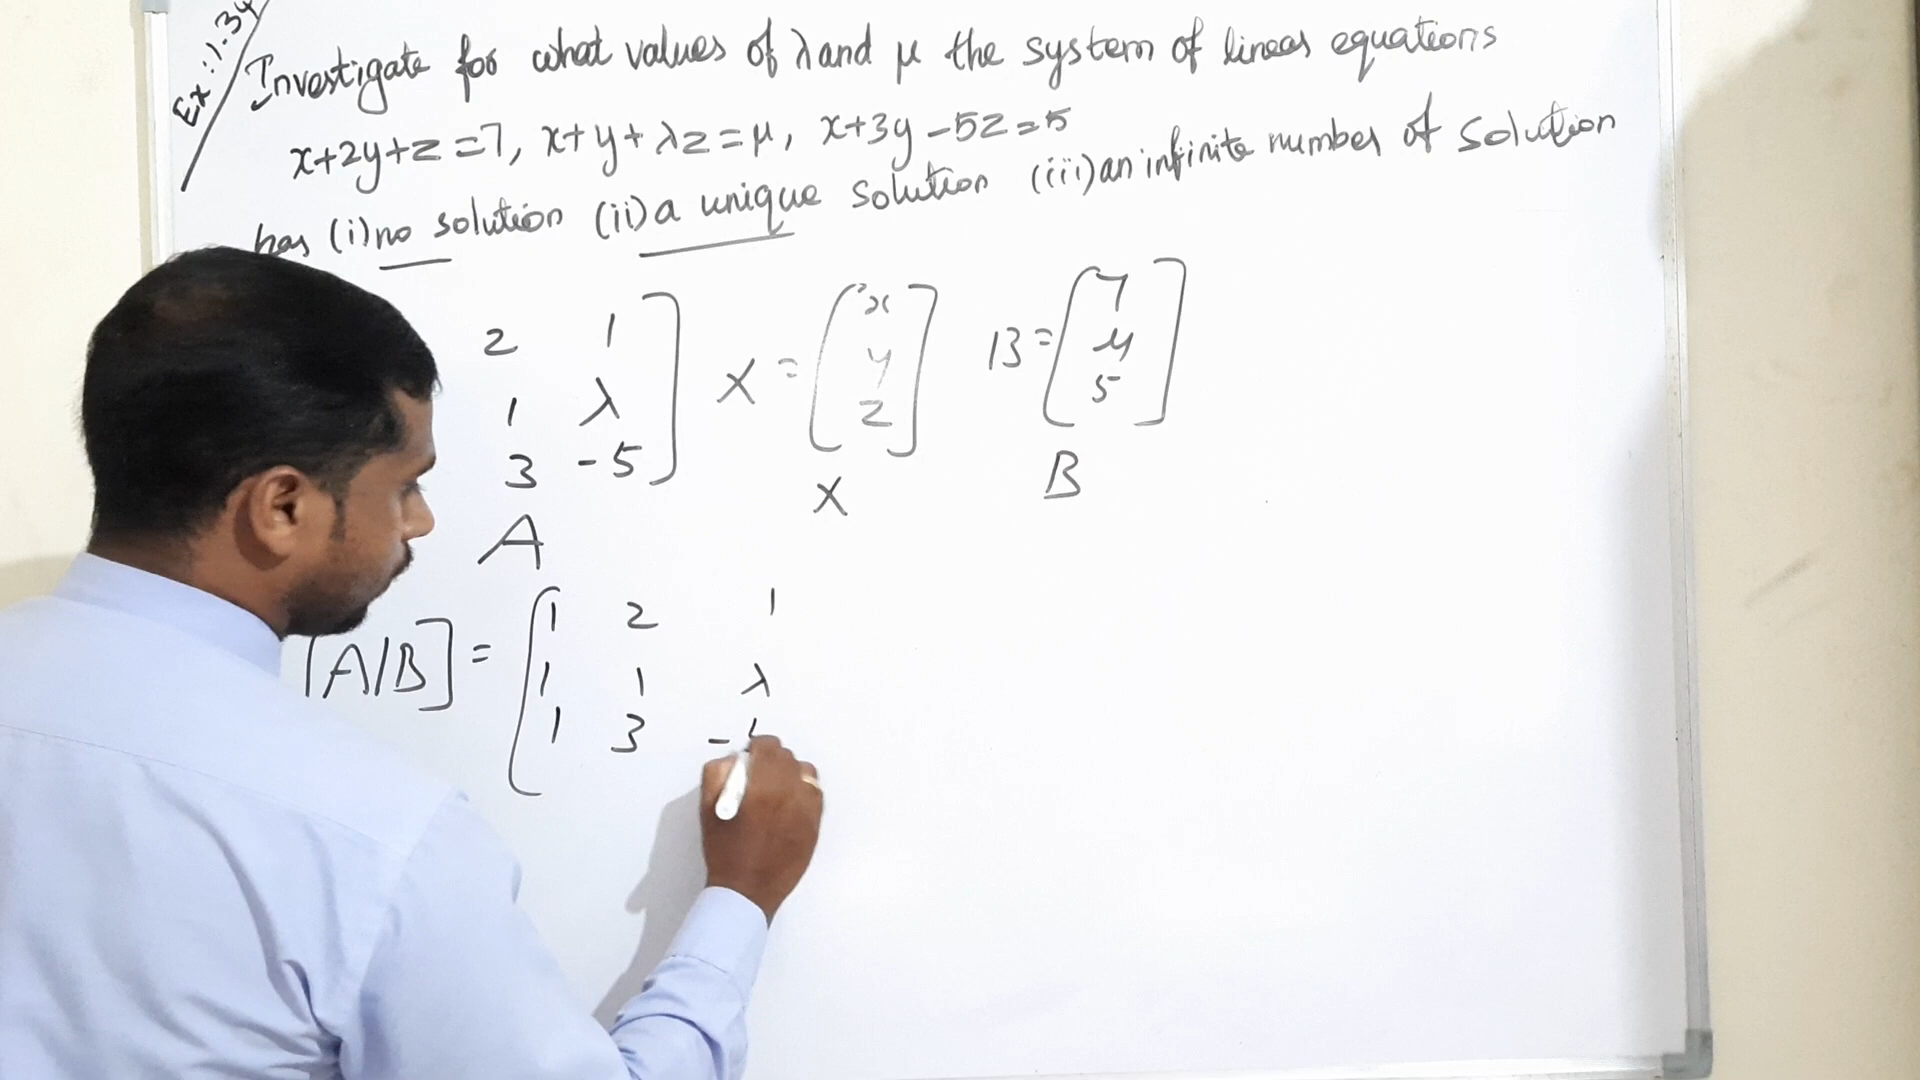 Ex:1.34
Investigate for what values of λ and μ the system of linear equations
x+2y+z=7, x+y+λz=μ, x+3y-5z=5
has (i) no solution (ii) a unique solution (iii) an infinite number of solution
2 1
1 λ
3 -5
A
X = [x
y
z]
X
B = [7
μ
5]
B
[A/B] = [1 2 1
1 1 λ
1 3 -